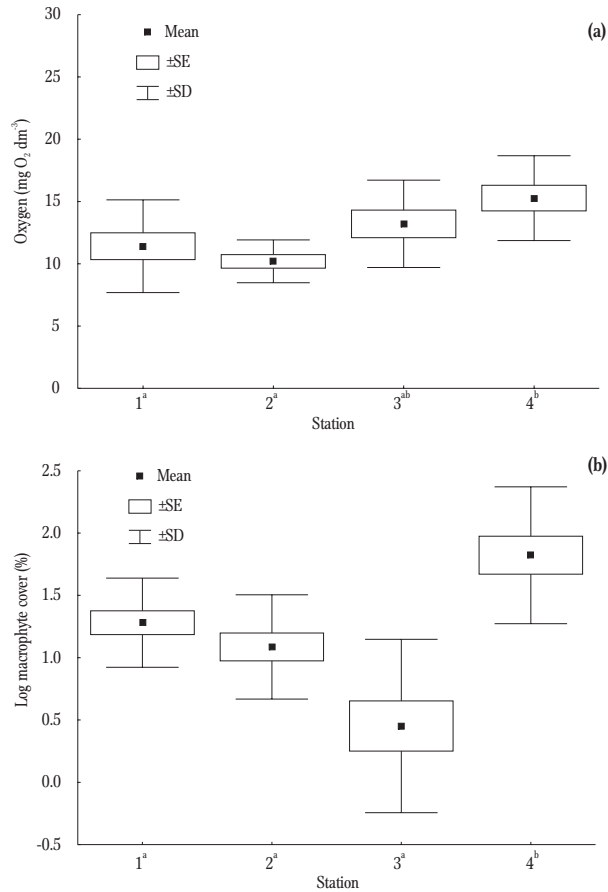 (a)
Mean
±SE
±SD
Oxygen (mg O₂ dm⁻³)
30
25
20
15
10
5
0
1ᵃ 2ᵃ 3ᵃᵇ 4ᵇ
Station
(b)
Mean
±SE
±SD
Log macrophyte cover (%)
2.5
2.0
1.5
1.0
0.5
0.0
-0.5
1ᵃ 2ᵃ 3ᵃ 4ᵇ
Station